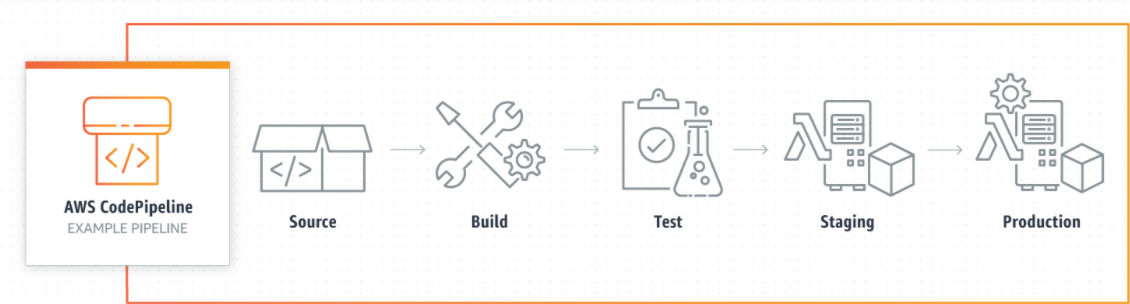 AWS CodePipeline
EXAMPLE PIPELINE
</>
</>
Source
Build
Test
Staging
Production